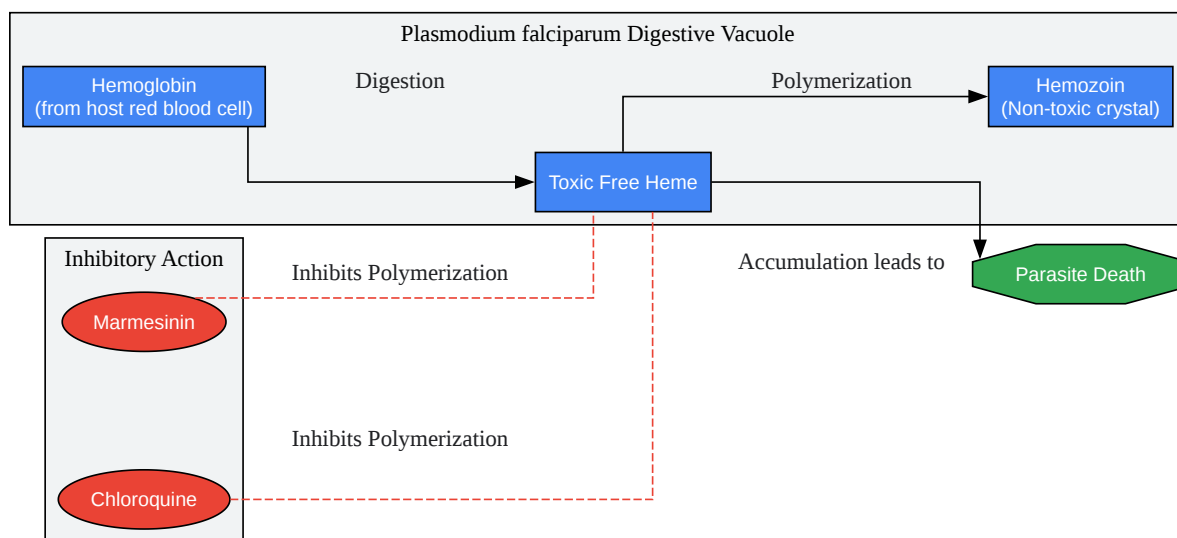 Plasmodium falciparum Digestive Vacuole
Hemoglobin
(from host red blood cell)
Digestion
Polymerization
Hemozoin
(Non-toxic crystal)
Toxic Free Heme
Inhibitory Action
Inhibits Polymerization
Accumulation leads to
Parasite Death
Marmesinin
Inhibits Polymerization
Chloroquine